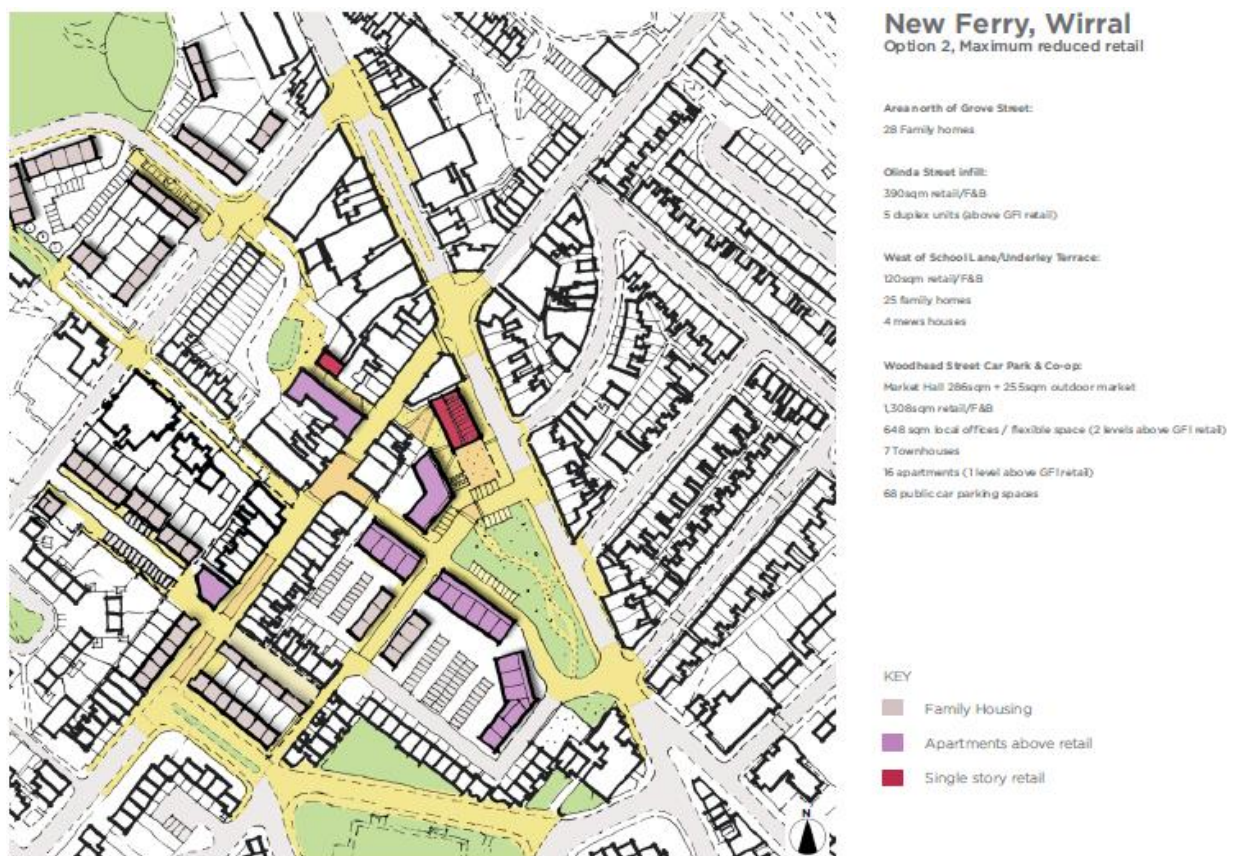 New Ferry, Wirral
Option 2, Maximum reduced retail
Area north of Grove Street:
28 Family homes
Olinda Street infill:
390sqm retail/F&B
5 duplex units (above GFl retail)
West of School Lane/Underley Terrace:
120sqm retail/F&B
25 family homes
4 mews houses
Woodhead Street Car Park & Co-op:
Market Hall 286sqm + 255sqm outdoor market
1,308sqm retail/F&B
648 sqm local offices / flexible space (2 levels above GFl retail)
7 Townhouses
16 apartments (1 level above GFl retail)
68 public car parking spaces
KEY
Family Housing
Apartments above retail
Single story retail
N